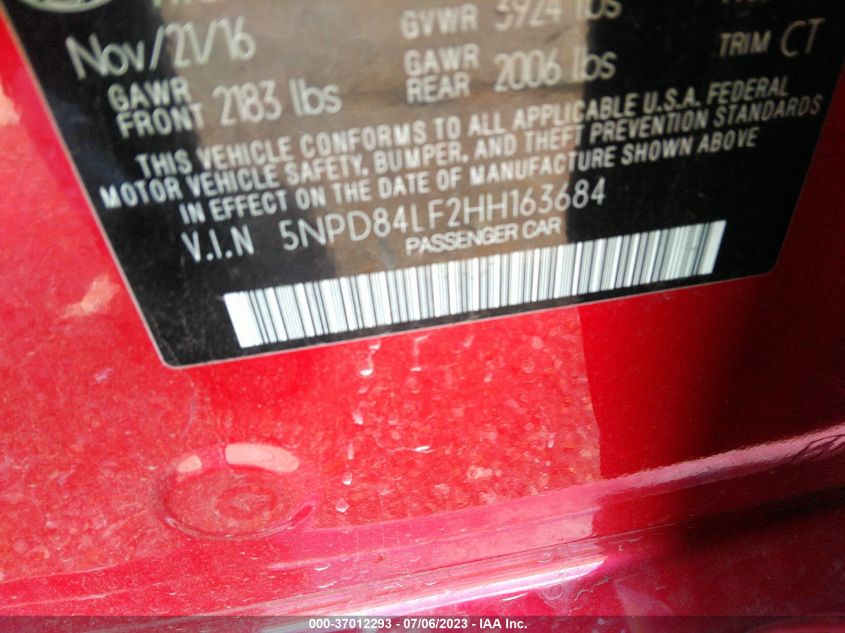 GVWR 3924 lbs
Nov/21/16
GAWR FRONT 2183 lbs
GAWR REAR 2006 lbs
TRIM CT
THIS VEHICLE CONFORMS TO ALL APPLICABLE U.S.A. FEDERAL
MOTOR VEHICLE SAFETY, BUMPER, AND THEFT PREVENTION STANDARDS
IN EFFECT ON THE DATE OF MANUFACTURE SHOWN ABOVE
V.I.N 5NPD84LF2HH163684
PASSENGER CAR
000-37012293 - 07/06/2023 - IAA Inc.